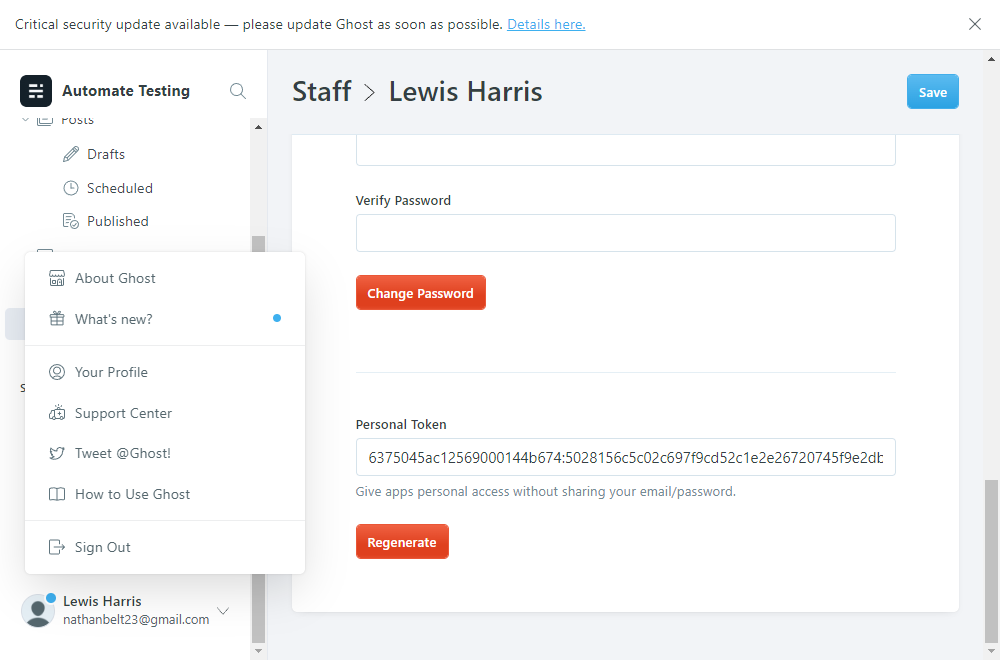 Critical security update available — please update Ghost as soon as possible. Details here.
Automate Testing
Posts
Drafts
Scheduled
Published
About Ghost
What's new?
Your Profile
Support Center
Tweet @Ghost!
How to Use Ghost
Sign Out
Lewis Harris
nathanbelt23@gmail.com
Staff > Lewis Harris
Save
Verify Password
Change Password
Personal Token
6375045ac12569000144b674:5028156c5c02c697f9cd52c1e2e26720745f9e2db
Give apps personal access without sharing your email/password.
Regenerate